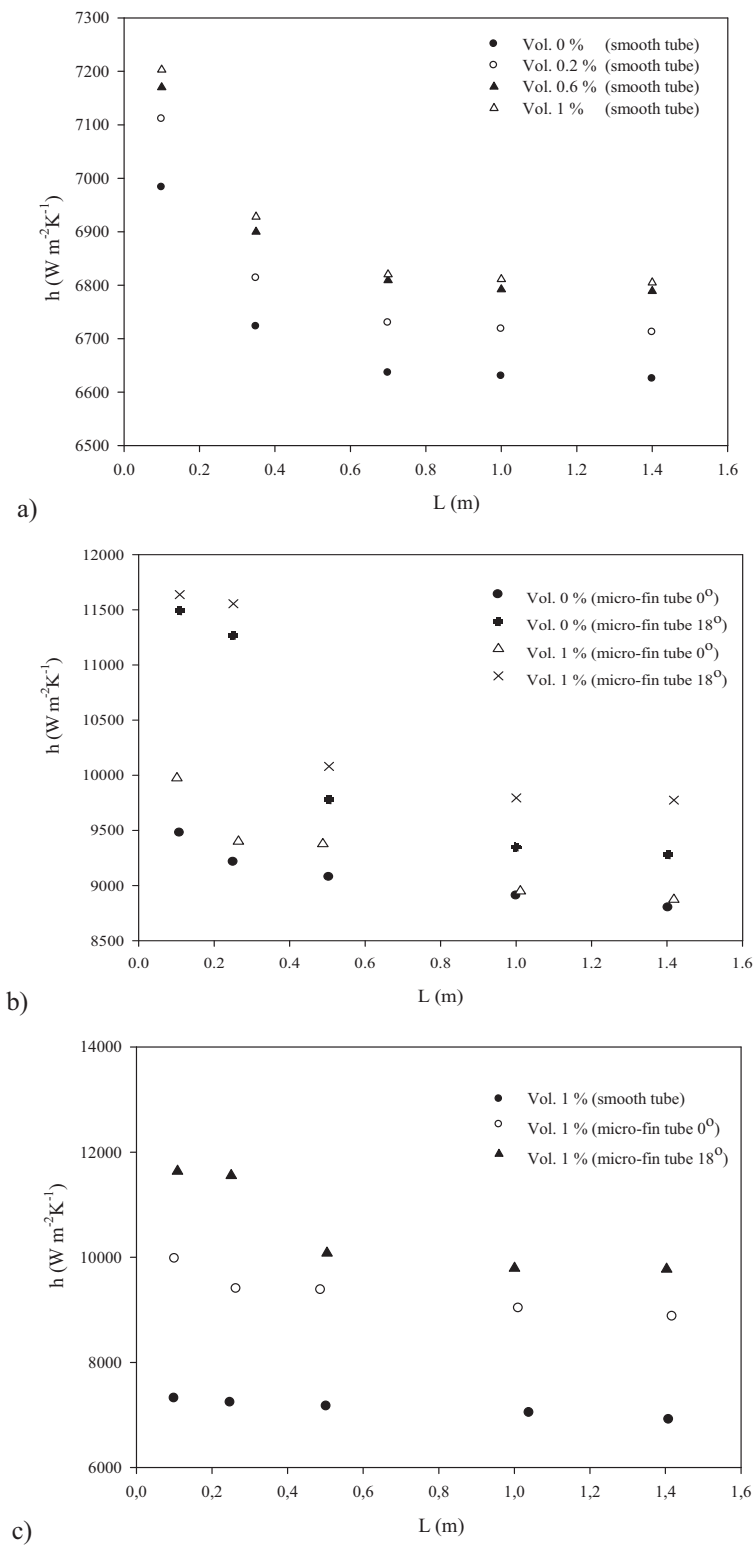 7300
7200
7100
7000
6900
6800
6700
6600
6500
h (W m⁻²K⁻¹)
Vol. 0 % (smooth tube)
Vol. 0.2 % (smooth tube)
Vol. 0.6 % (smooth tube)
Vol. 1 % (smooth tube)
0.0 0.2 0.4 0.6 0.8 1.0 1.2 1.4 1.6
L (m)
a)
12000
11500
11000
10500
10000
9500
9000
8500
h (W m⁻²K⁻¹)
Vol. 0 % (micro-fin tube 0⁰)
Vol. 0 % (micro-fin tube 18⁰)
Vol. 1 % (micro-fin tube 0⁰)
Vol. 1 % (micro-fin tube 18⁰)
0.0 0.2 0.4 0.6 0.8 1.0 1.2 1.4 1.6
L (m)
b)
14000
12000
10000
8000
6000
h (W m⁻²K⁻¹)
Vol. 1 % (smooth tube)
Vol. 1 % (micro-fin tube 0⁰)
Vol. 1 % (micro-fin tube 18⁰)
0,0 0,2 0,4 0,6 0,8 1,0 1,2 1,4 1,6
L (m)
c)